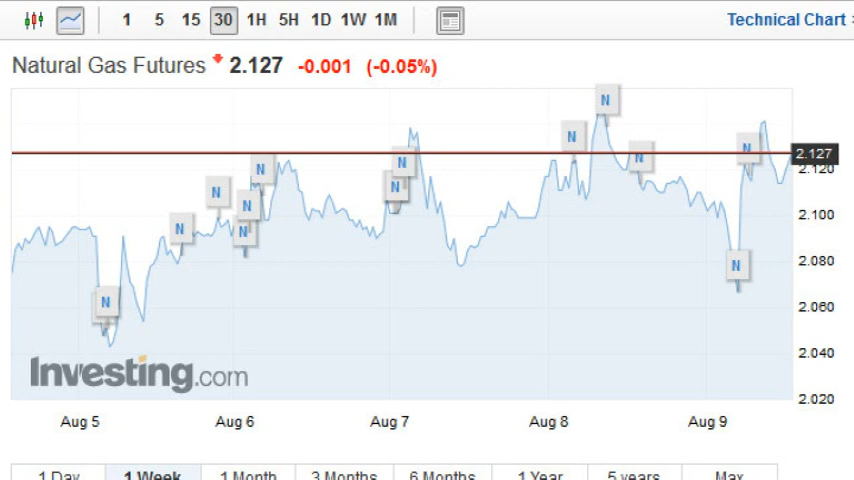 1 5 15 30 1H 5H 1D 1W 1M Technical Chart
Natural Gas Futures 2.127 -0.001 (-0.05%)
N
N
N
N
N
N
N
N
N
N
N
N
N
2.127
2.120
2.100
2.080
2.060
2.040
2.020
Investing.com
Aug 5 Aug 6 Aug 7 Aug 8 Aug 9
1 Day 1 Week 1 Month 3 Months 6 Months 1 Year 5 years Max